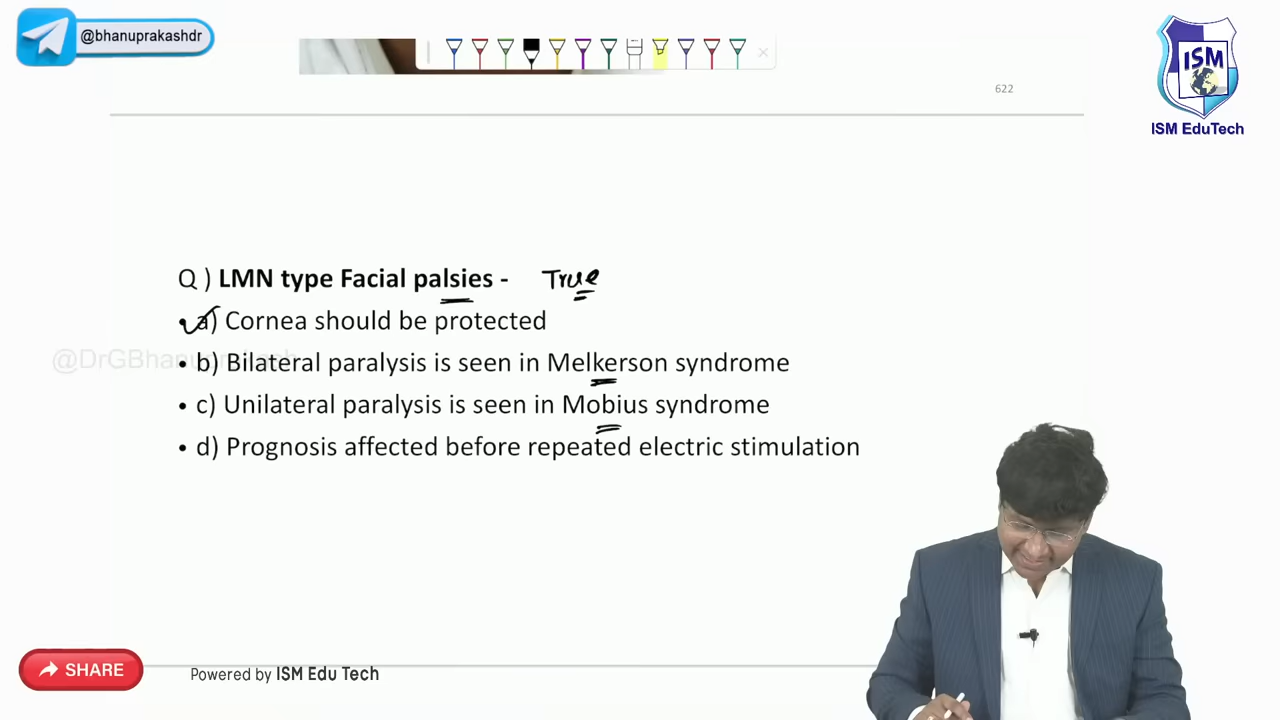 @bhanuprakashdr
ISM
ISM EduTech
622
Q ) LMN type Facial palsies - True
• a) Cornea should be protected
@DrGBhanuprakash
• b) Bilateral paralysis is seen in Melkerson syndrome
• c) Unilateral paralysis is seen in Mobius syndrome
• d) Prognosis affected before repeated electric stimulation
SHARE
Powered by ISM Edu Tech